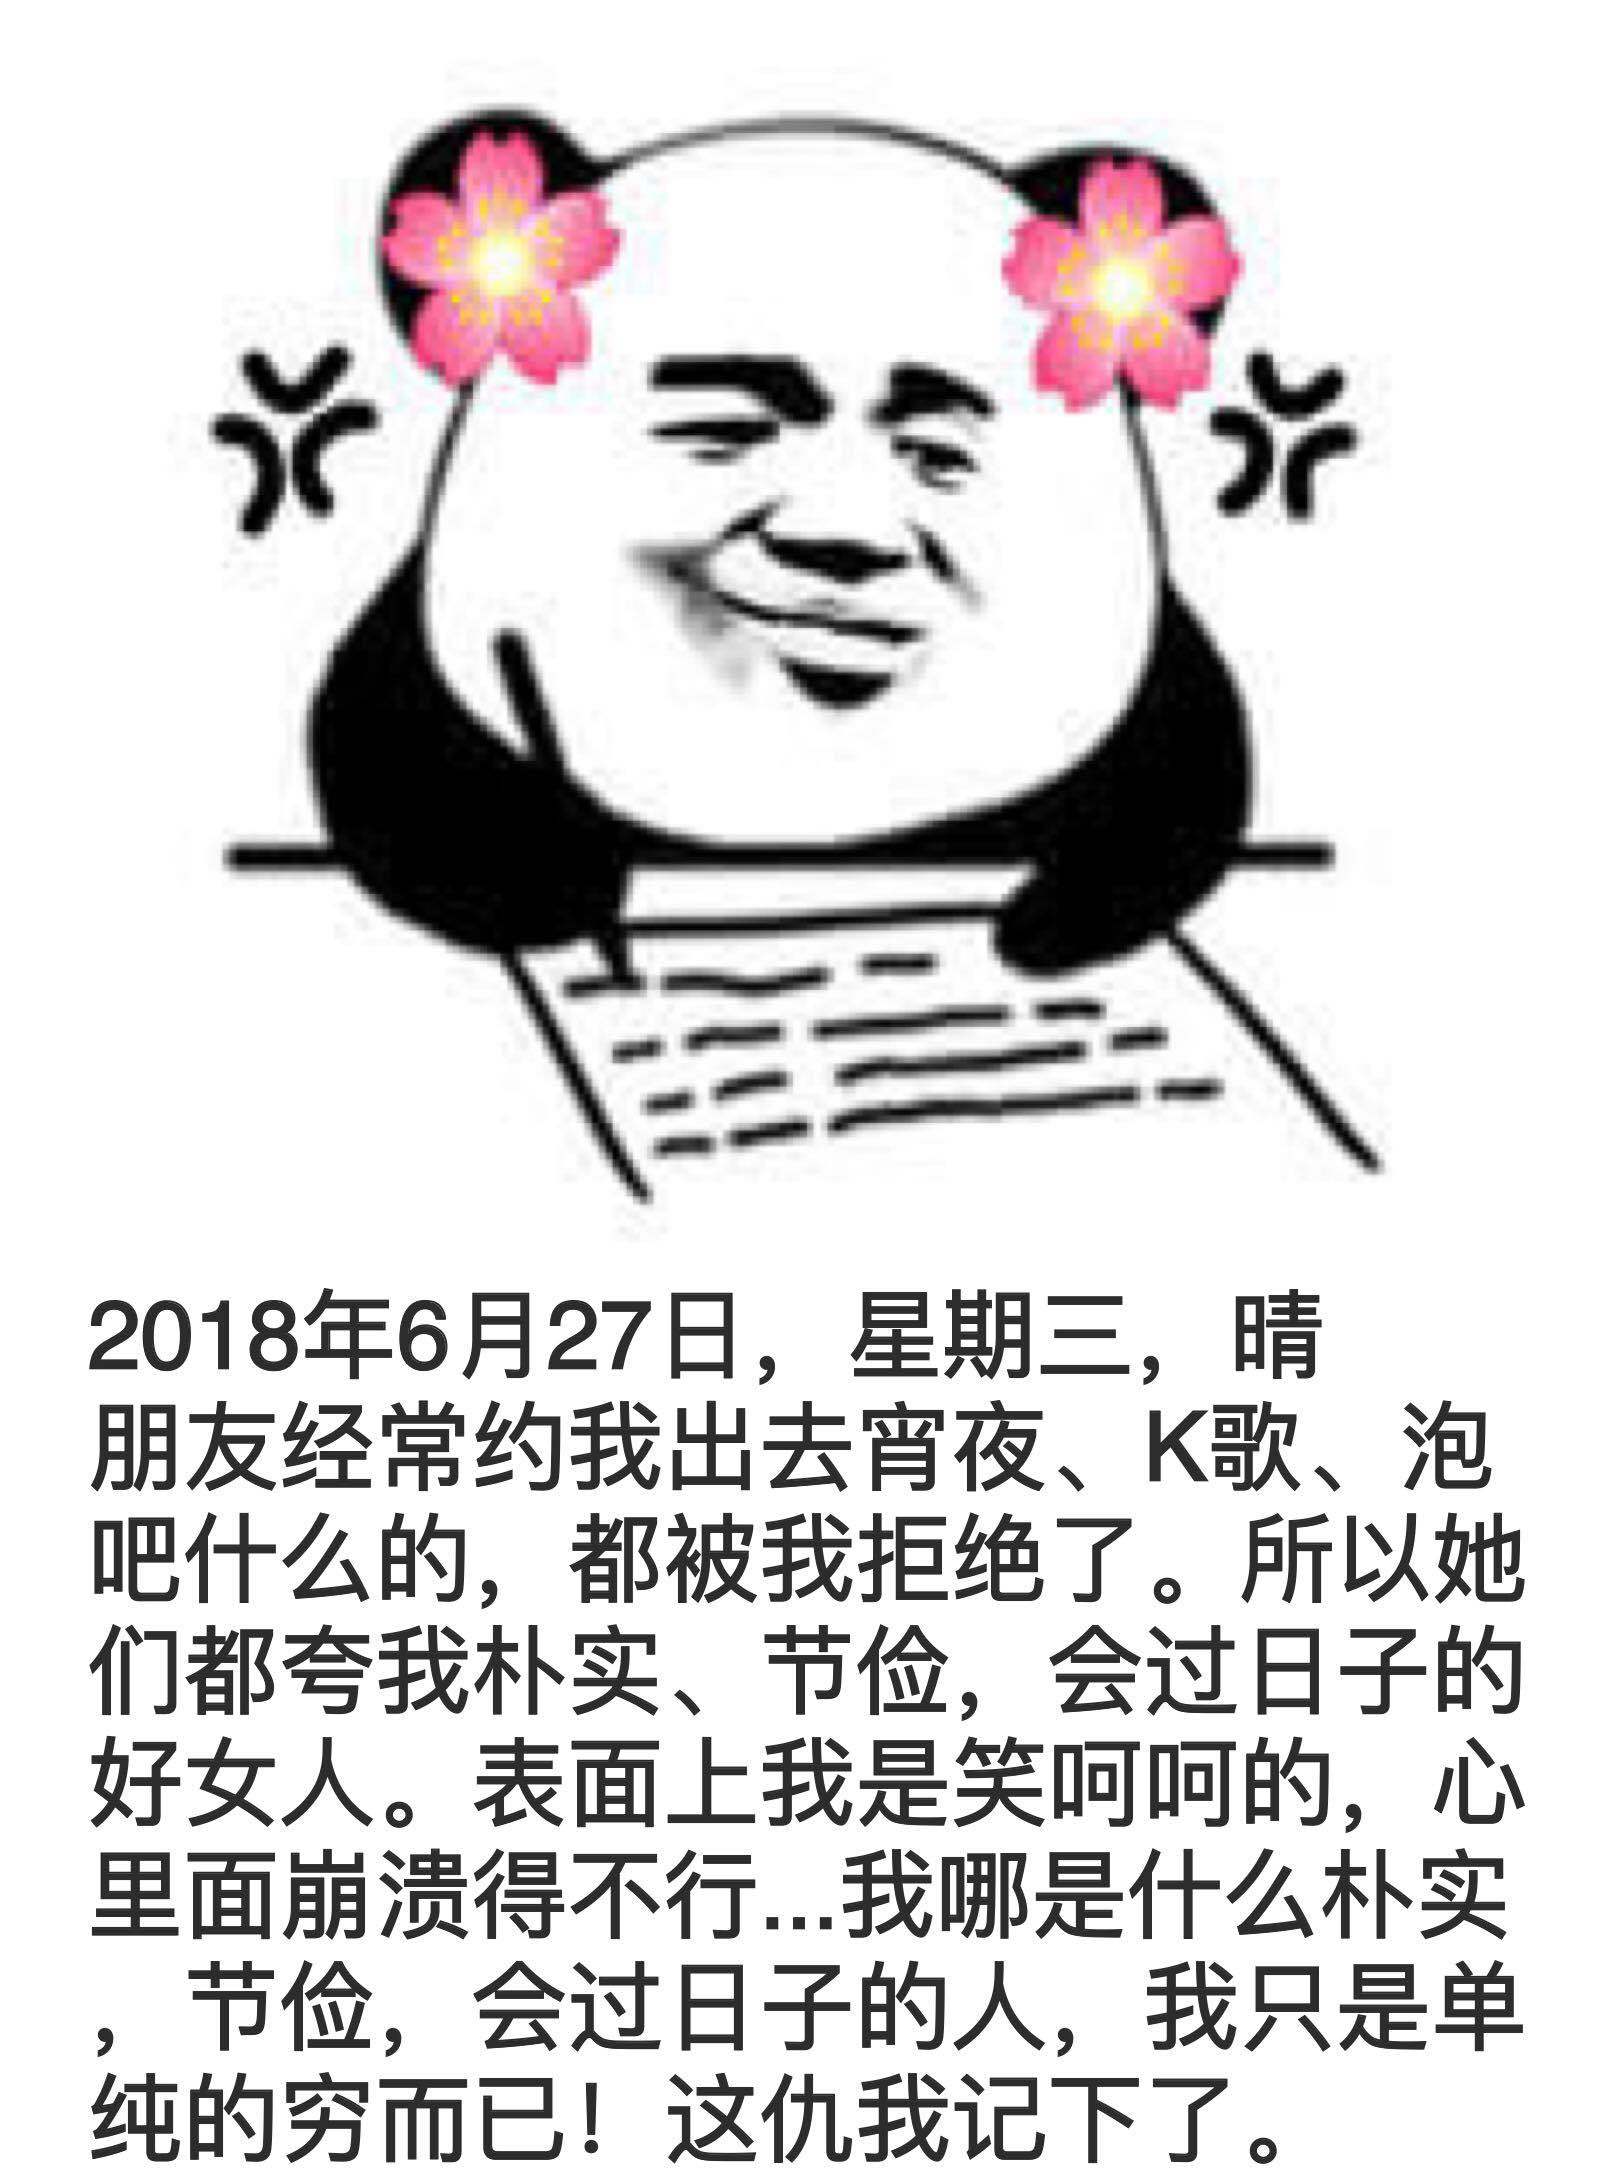 2018年6月27日，星期三，晴
朋友经常约我出去宵夜、K歌、泡
吧什么的，都被我拒绝了。所以她
们都夸我朴实、节俭，会过日子的
好女人。表面上我是笑呵呵的，心
里面崩溃得不行...我哪是什么朴实
，节俭，会过日子的人，我只是单
纯的穷而已！这仇我记下了。